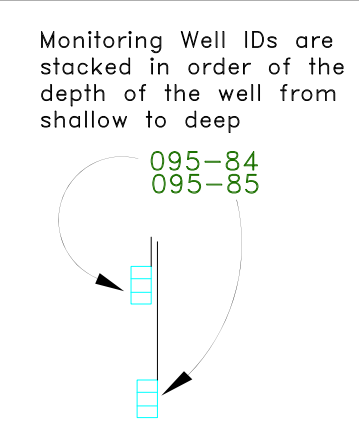 Monitoring Well IDs are
stacked in order of the
depth of the well from
shallow to deep
095-84
095-85